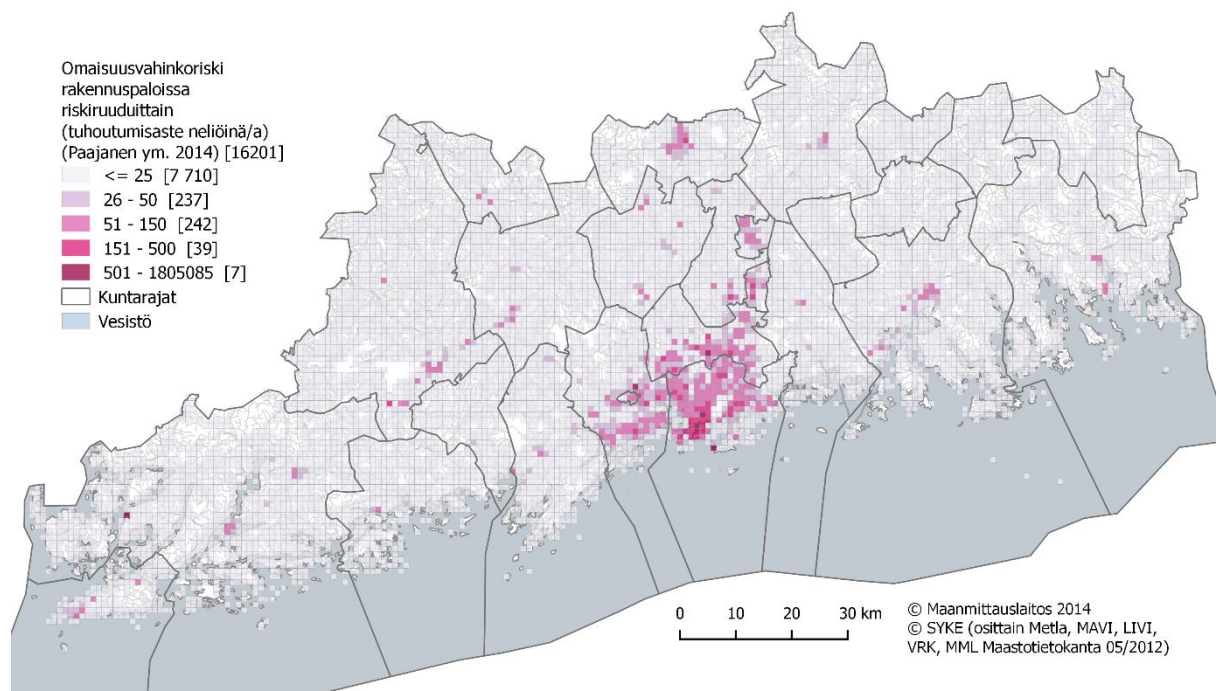 Omaisuusvahinkoriski
rakennuspaloissa
riskiruuduittain
(tuhoutumisaste neliöinä/a)
(Paajanen ym. 2014) [16201]
<= 25 [7 710]
26 - 50 [237]
51 - 150 [242]
151 - 500 [39]
501 - 1805085 [7]
Kuntarajat
Vesistö
0 10 20 30 km
© Maanmittauslaitos 2014
© SYKE (osittain Metla, MAVI, LIVI,
VRK, MML Maastotietokanta 05/2012)